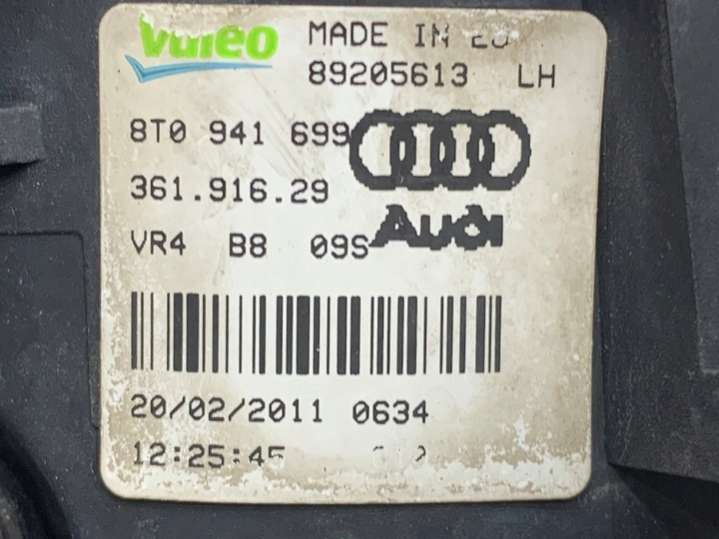 Valeo MADE IN
89205613 LH
8T0 941 699
361.916.29
VR4 B8 09S Audi
20/02/2011 0634
12:25:45